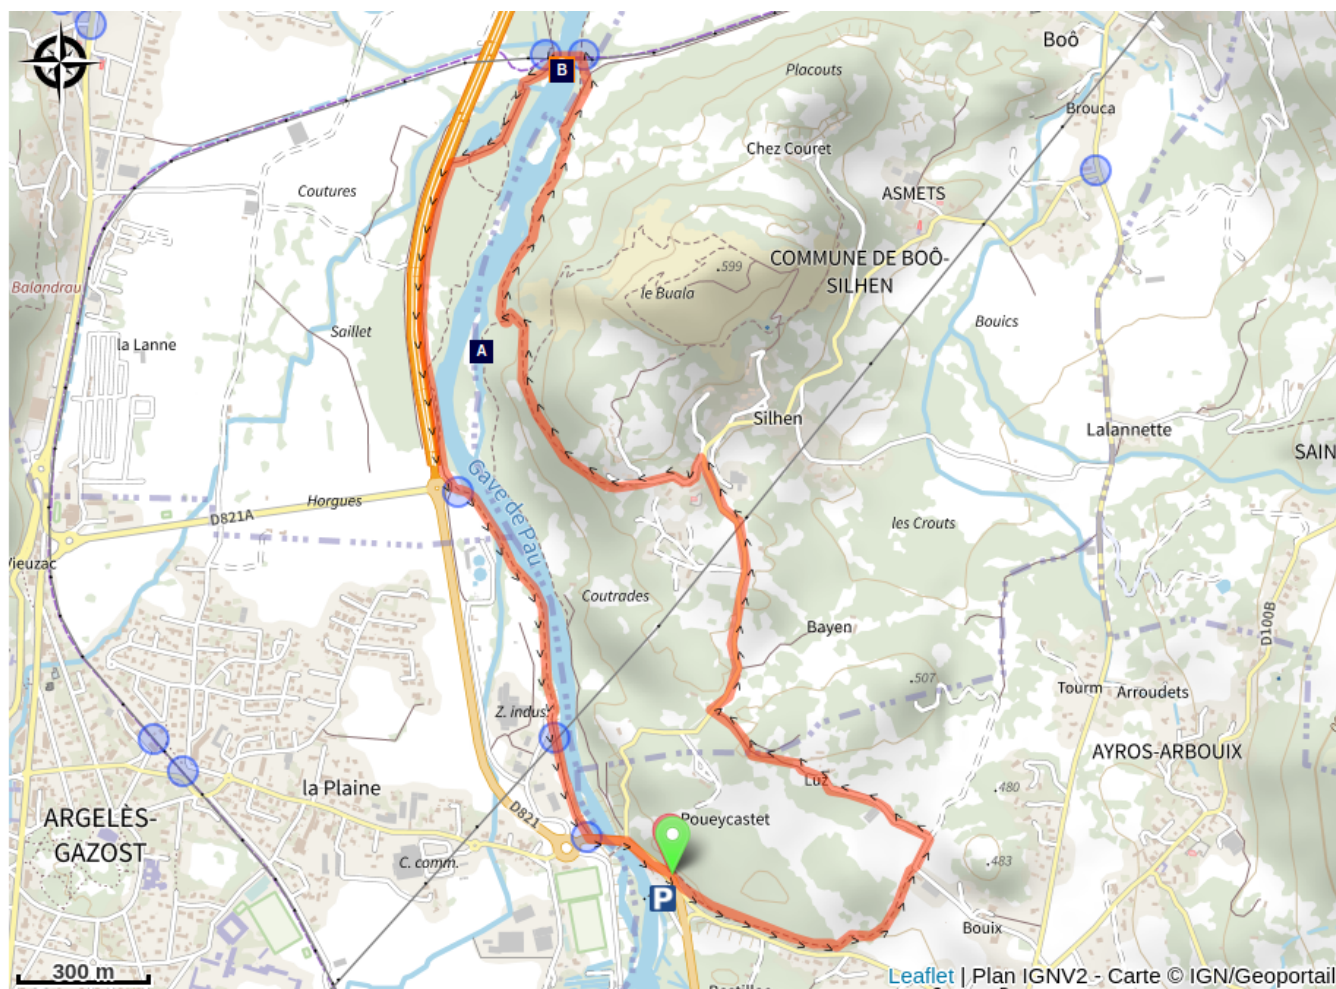 Boô
Placouts
Brouca
B
Chez Couret
Coutures
ASMETS
COMMUNE DE BOÔ-
SILHEN
.599
le Buala
Balandrau
Saillet
Bouics
la Lanne
A
Silhen
Lalannette
SAIN
Gave de Pau
Horgues
D821A
les Crouts
Vieuzac
Coutrades
Bayen
D100B
.507
Tourm
Arroudets
Z. indus.
AYROS-ARBOUIX
Luz
la Plaine
.480
D821
Poueycastet
ARGELÈS-
GAZOST
C. comm.
.483
P
Bouix
300 m
Leaflet | Plan IGNV2 - Carte © IGN/Geoportail